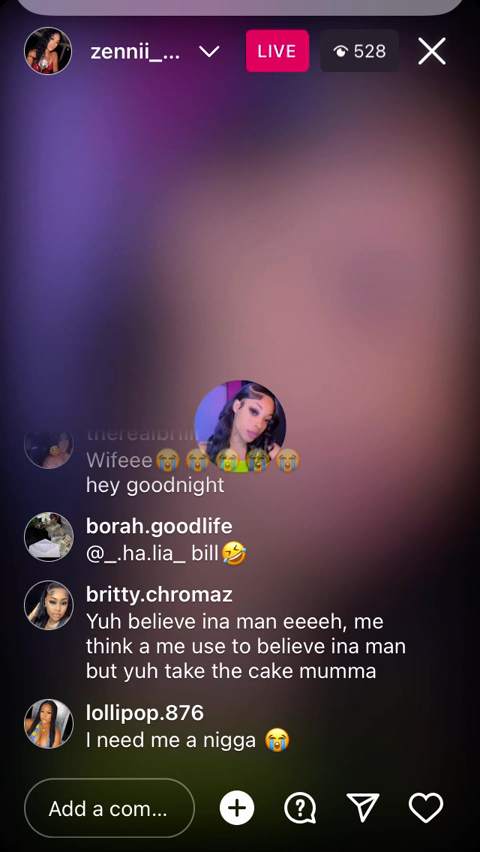 zennii_...
LIVE
528
Wifeee😭😭😭😭😭
hey goodnight
borah.goodlife
@_.ha.lia_ bill🤣
britty.chromaz
Yuh believe ina man eeeeh, me
think a me use to believe ina man
but yuh take the cake mumma
lollipop.876
I need me a nigga 😭
Add a com...